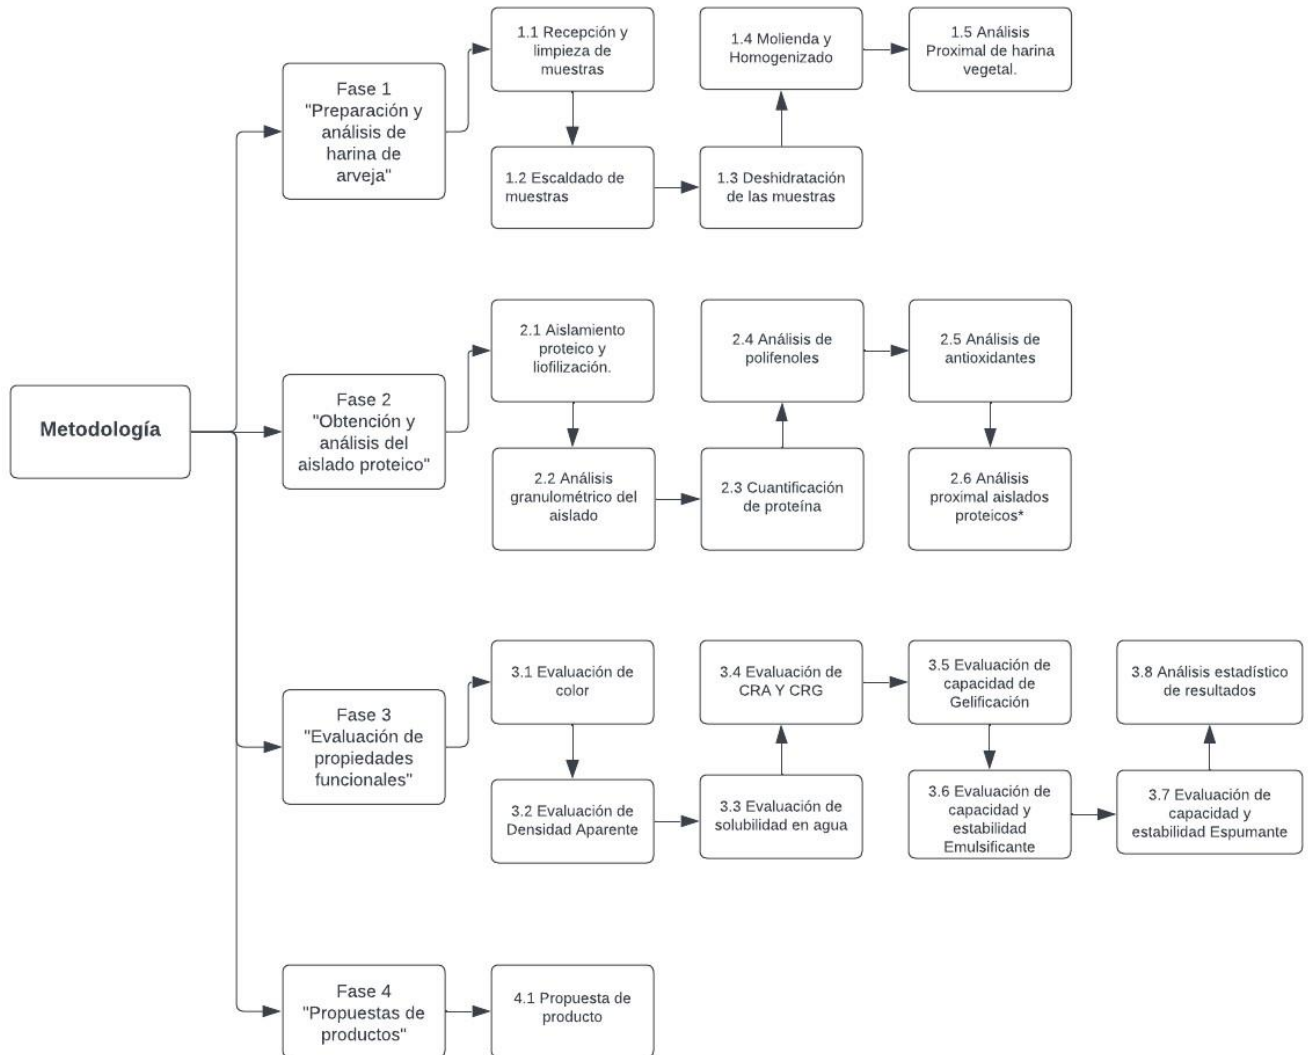 Metodología
Fase 1
"Preparación y
análisis de
harina de
arveja"
1.1 Recepción y
limpieza de
muestras
1.2 Escaldado de
muestras
1.3 Deshidratación
de las muestras
1.4 Molienda y
Homogenizado
1.5 Análisis
Proximal de harina
vegetal.
Fase 2
"Obtención y
análisis del
aislado proteico"
2.1 Aislamiento
proteico y
liofilización.
2.2 Análisis
granulométrico del
aislado
2.3 Cuantificación
de proteína
2.4 Análisis de
polifenoles
2.5 Análisis de
antioxidantes
2.6 Análisis
proximal aislados
proteicos*
Fase 3
"Evaluación de
propiedades
funcionales"
3.1 Evaluación de
color
3.2 Evaluación de
Densidad Aparente
3.3 Evaluación de
solubilidad en agua
3.4 Evaluación de
CRA Y CRG
3.5 Evaluación de
capacidad de
Gelificación
3.6 Evaluación de
capacidad y
estabilidad
Emulsificante
3.7 Evaluación de
capacidad y
estabilidad Espumante
3.8 Análisis estadístico
de resultados
Fase 4
"Propuestas de
productos"
4.1 Propuesta de
producto